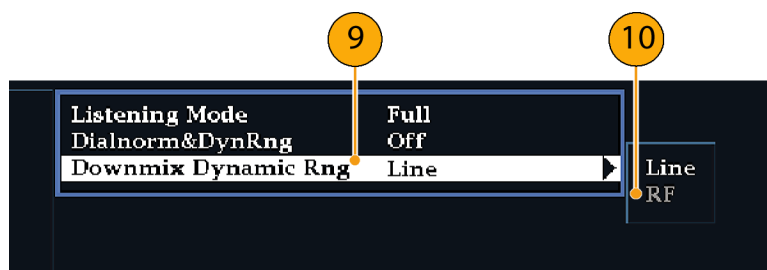 9
10
Listening Mode Full
Dialnorm&DynRng Off
Downmix Dynamic Rng Line
Line
RF